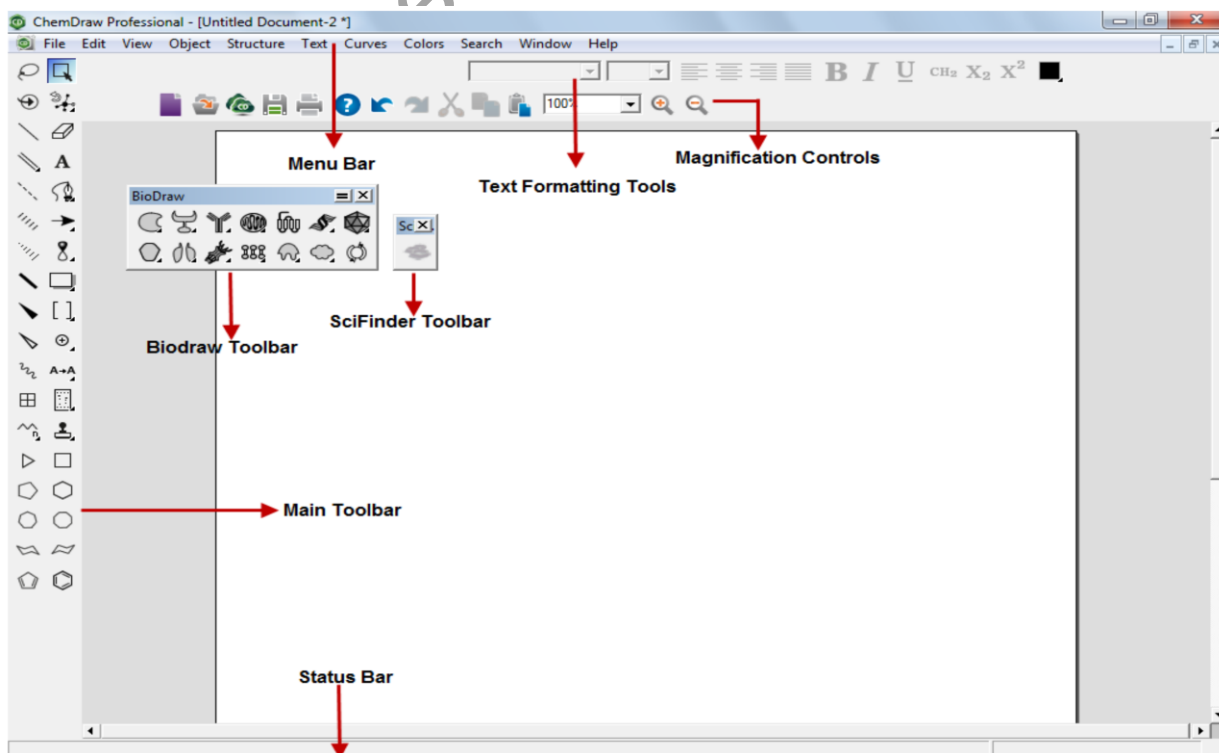 ChemDraw Professional - [Untitled Document-2 *]
File Edit View Object Structure Text Curves Colors Search Window Help
B I U CH₂ X₂ X²
100%
Menu Bar
Magnification Controls
Text Formatting Tools
A
BioDraw
Sc
SciFinder Toolbar
Biodraw Toolbar
A→A
Main Toolbar
Status Bar